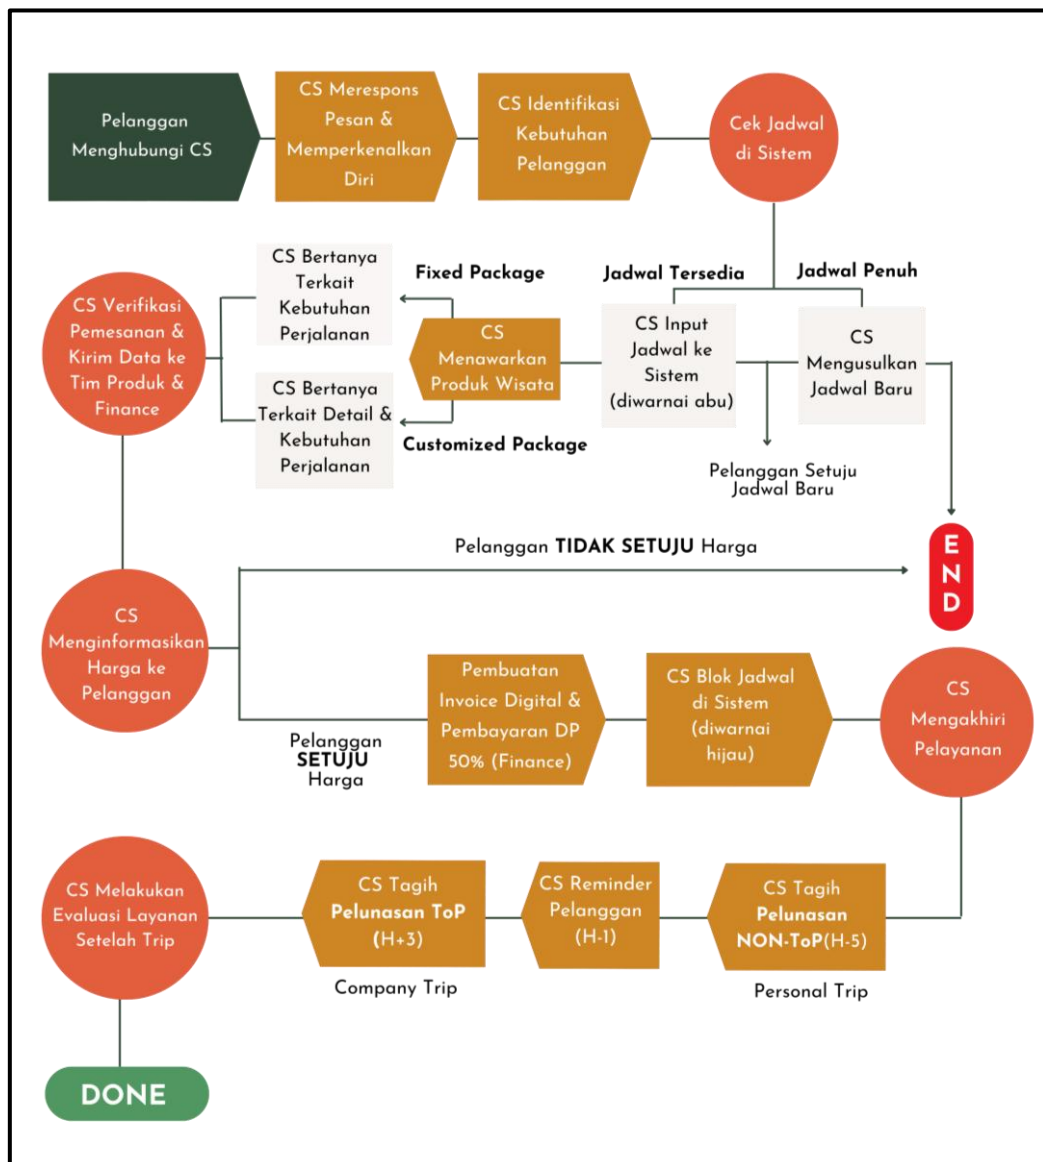 Pelanggan
Menghubungi CS
CS Merespons
Pesan &
Memperkenalkan
Diri
CS Identifikasi
Kebutuhan
Pelanggan
Cek Jadwal
di Sistem
Jadwal Tersedia
Jadwal Penuh
CS Input
Jadwal ke
Sistem
(diwarnai abu)
CS
Mengusulkan
Jadwal Baru
Pelanggan Setuju
Jadwal Baru
CS
Menawarkan
Produk Wisata
Fixed Package
CS Bertanya
Terkait
Kebutuhan
Perjalanan
Customized Package
CS Bertanya
Terkait Detail &
Kebutuhan
Perjalanan
CS Verifikasi
Pemesanan &
Kirim Data ke
Tim Produk &
Finance
CS
Menginformasikan
Harga ke
Pelanggan
Pelanggan TIDAK SETUJU Harga
END
Pelanggan
SETUJU
Harga
Pembuatan
Invoice Digital &
Pembayaran DP
50% (Finance)
CS Blok Jadwal
di Sistem
(diwarnai
hijau)
CS
Mengakhiri
Pelayanan
CS Tagih
Pelunasan
NON-ToP(H-5)
Personal Trip
CS Reminder
Pelanggan
(H-1)
CS Tagih
Pelunasan ToP
(H+3)
Company Trip
CS Melakukan
Evaluasi Layanan
Setelah Trip
DONE